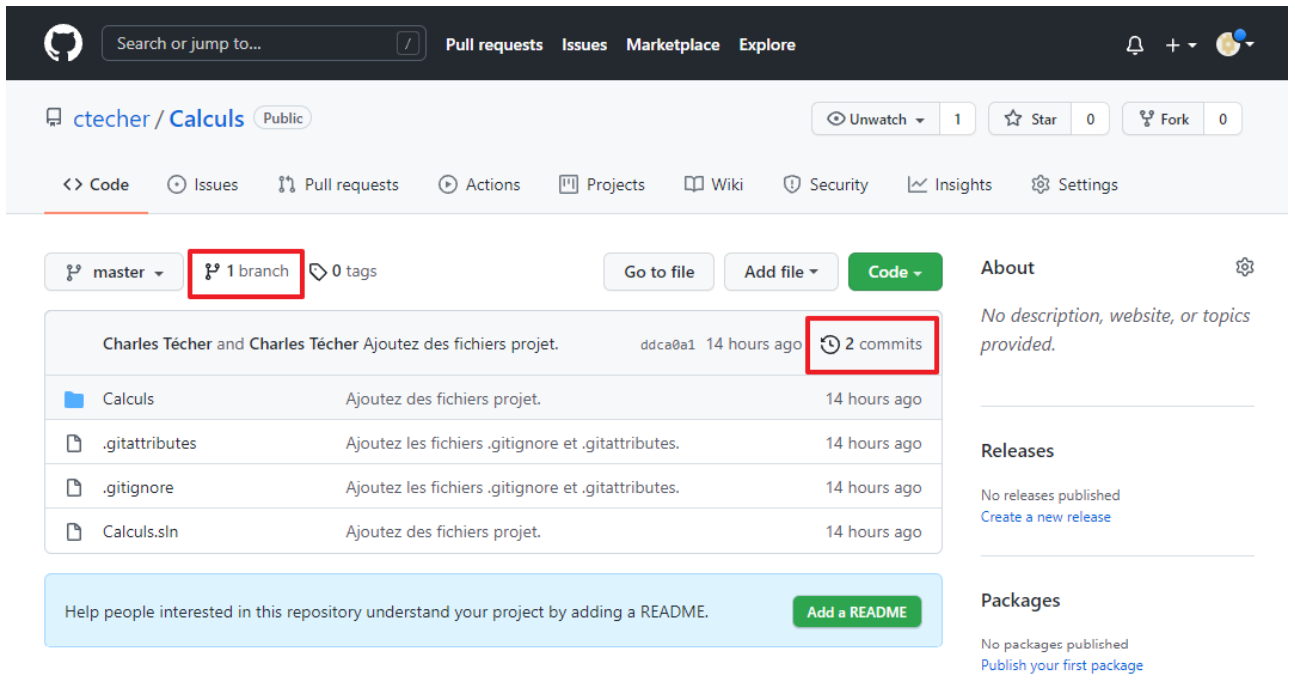 Search or jump to... / Pull requests Issues Marketplace Explore
ctecher / Calculs Public Unwatch 1 Star 0 Fork 0
<> Code Issues Pull requests Actions Projects Wiki Security Insights Settings
master 1 branch 0 tags Go to file Add file Code
About
No description, website, or topics
provided.
Charles Técher and Charles Técher Ajoutez des fichiers projet. ddca0a1 14 hours ago 2 commits
Calculs Ajoutez des fichiers projet. 14 hours ago
.gitattributes Ajoutez les fichiers .gitignore et .gitattributes. 14 hours ago
.gitignore Ajoutez les fichiers .gitignore et .gitattributes. 14 hours ago
Calculs.sln Ajoutez des fichiers projet. 14 hours ago
Releases
No releases published
Create a new release
Help people interested in this repository understand your project by adding a README. Add a README
Packages
No packages published
Publish your first package